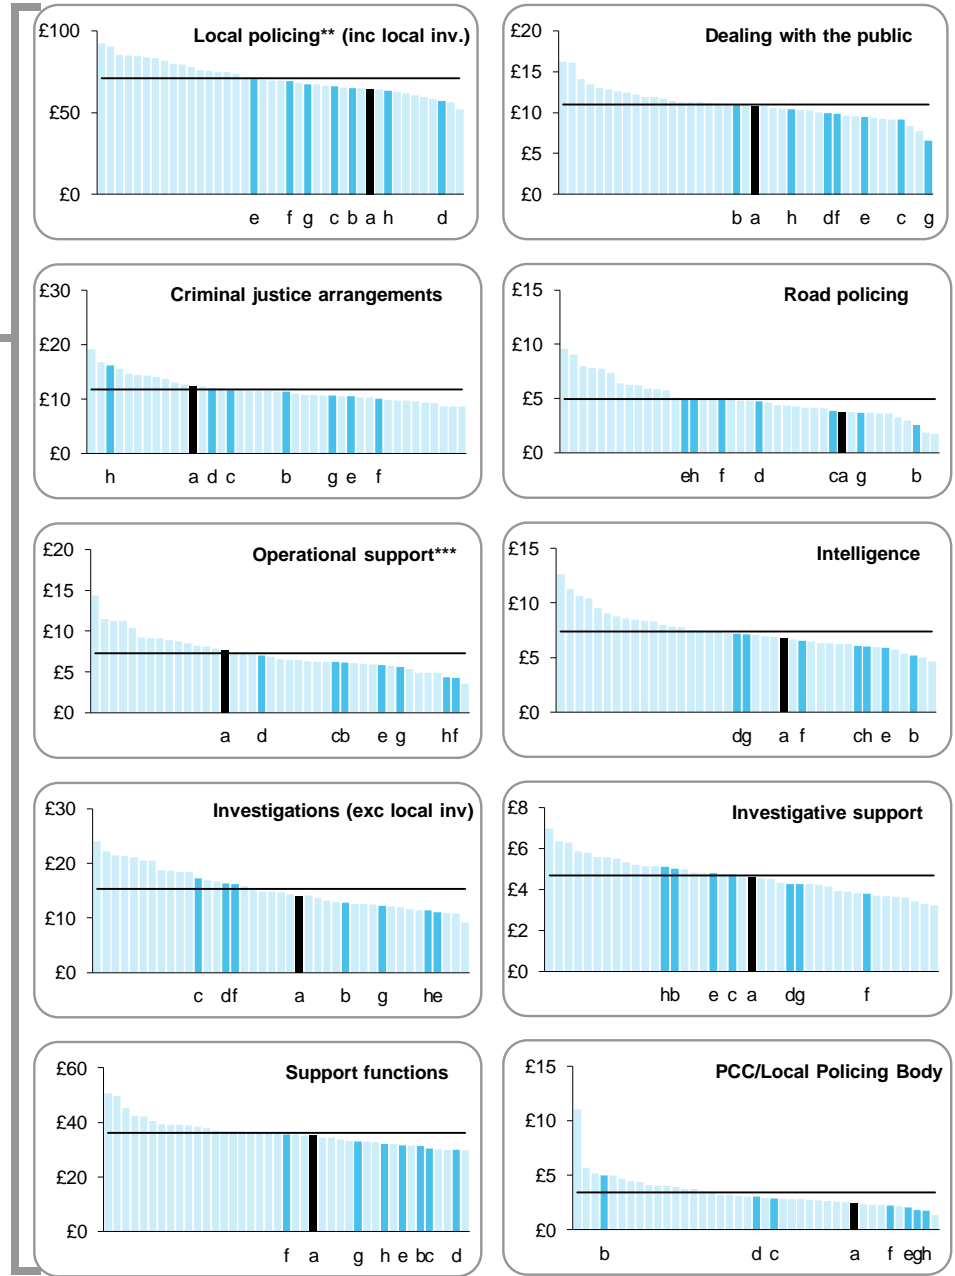 Local policing** (inc local inv.)
£100
£50
£0
e f g c b a h d
Dealing with the public
£20
£15
£10
£5
£0
b a h df e c g
Criminal justice arrangements
£30
£20
£10
£0
h a d c b g e f
Road policing
£15
£10
£5
£0
eh f d ca g b
Operational support***
£20
£15
£10
£5
£0
a d cb e g hf
Intelligence
£15
£10
£5
£0
dg a f ch e b
Investigations (exc local inv)
£30
£20
£10
£0
c df a b g he
Investigative support
£8
£6
£4
£2
£0
hb e c a dg f
Support functions
£60
£40
£20
£0
f a g h e bc d
PCC/Local Policing Body
£15
£10
£5
£0
b d c a f egh